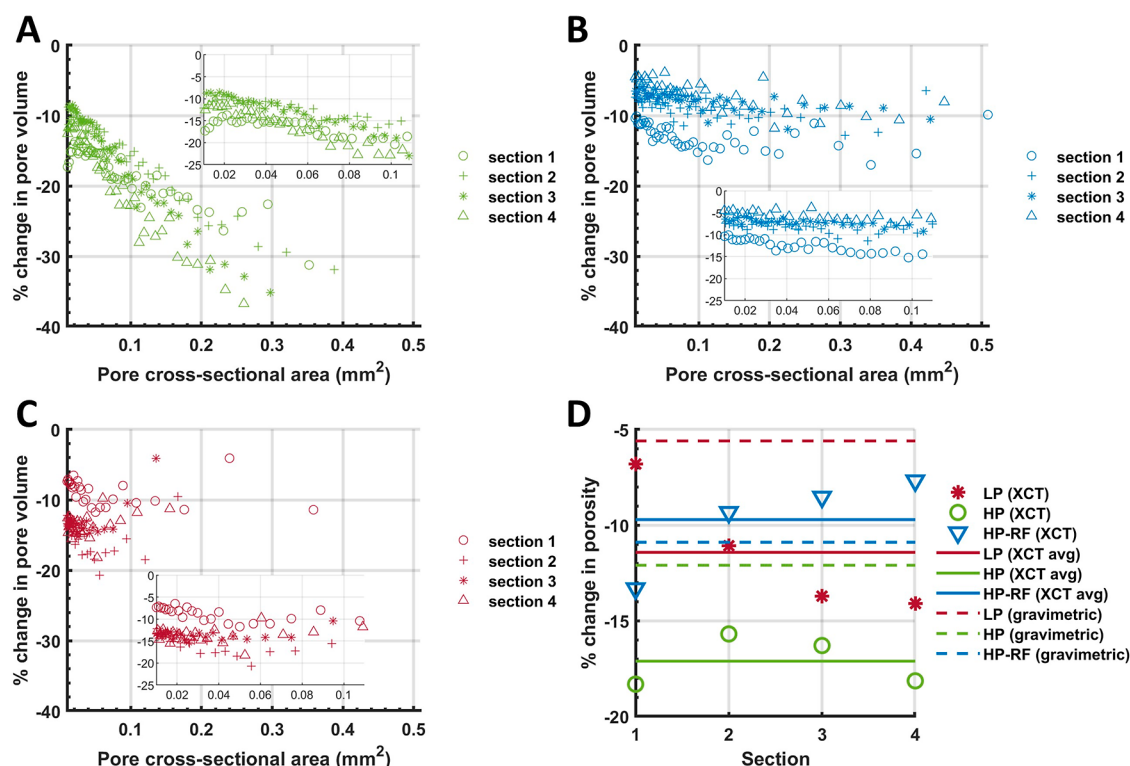 A
0
-10
-20
-30
-40
% change in pore volume
0.1 0.2 0.3 0.4 0.5
Pore cross-sectional area (mm2)
0
-5
-10
-15
-20
-25
0.02 0.04 0.06 0.08 0.1
section 1
section 2
section 3
section 4
B
0
-10
-20
-30
-40
% change in pore volume
0.1 0.2 0.3 0.4 0.5
Pore cross-sectional area (mm2)
0
-5
-10
-15
-20
-25
0.02 0.04 0.06 0.08 0.1
section 1
section 2
section 3
section 4
C
0
-10
-20
-30
-40
% change in pore volume
0.1 0.2 0.3 0.4 0.5
Pore cross-sectional area (mm2)
0
-5
-10
-15
-20
-25
0.02 0.04 0.06 0.08 0.1
section 1
section 2
section 3
section 4
D
-5
-10
-15
-20
% change in porosity
1 2 3 4
Section
LP (XCT)
HP (XCT)
HP-RF (XCT)
LP (XCT avg)
HP (XCT avg)
HP-RF (XCT avg)
LP (gravimetric)
HP (gravimetric)
HP-RF (gravimetric)